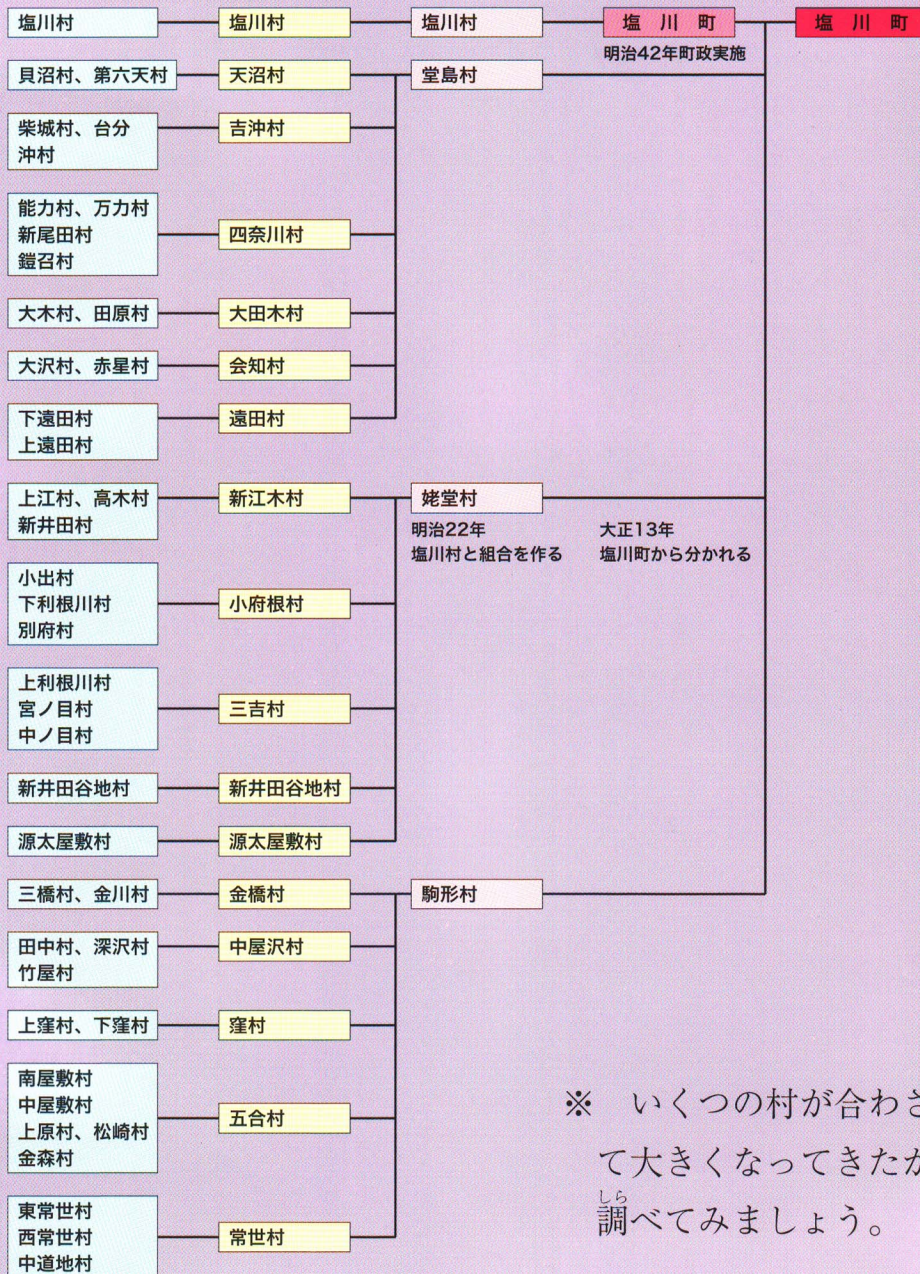 塩川村
塩川村
塩川村
塩川町
塩川町
明治42年町政実施
貝沼村、第六天村
天沼村
堂島村
柴城村、台分
沖村
吉沖村
能力村、万力村
新尾田村
鎧召村
四奈川村
大木村、田原村
大田木村
大沢村、赤星村
会知村
下遠田村
上遠田村
遠田村
上江村、高木村
新井田村
新江木村
姥堂村
明治22年
塩川村と組合を作る
大正13年
塩川町から分かれる
小出村
下利根川村
別府村
小府根村
上利根川村
宮ノ目村
中ノ目村
三吉村
新井田谷地村
新井田谷地村
源太屋敷村
源太屋敷村
三橋村、金川村
金橋村
駒形村
田中村、深沢村
竹屋村
中屋沢村
上窪村、下窪村
窪村
南屋敷村
中屋敷村
上原村、松崎村
金森村
五合村
東常世村
西常世村
中道地村
常世村
※　いくつの村が合わさ
て大きくなってきたか
しら
調べてみましょう。